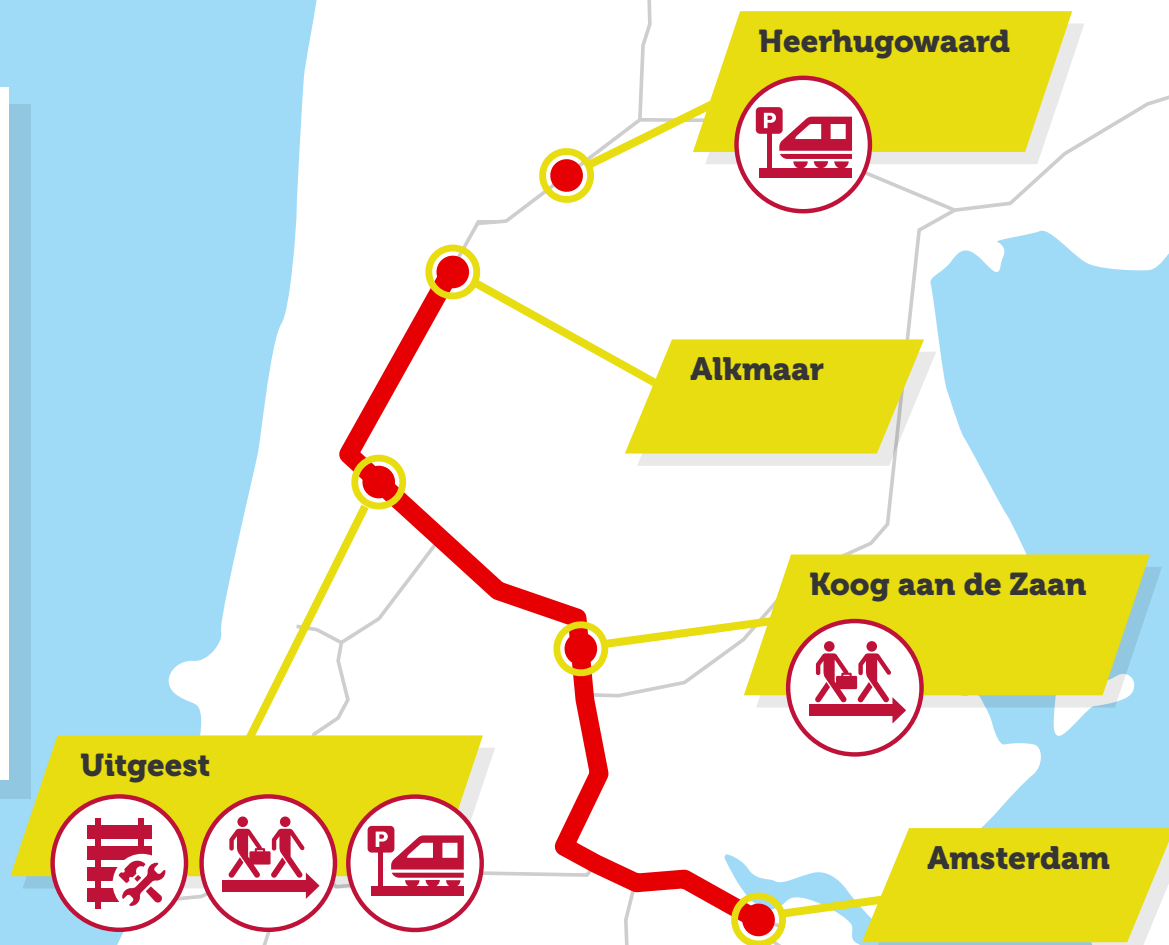 Heerhugowaard
P
Alkmaar
Koog aan de Zaan
Uitgeest
P
Amsterdam